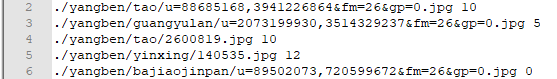 2 ./yangben/tao/u=88685168,3941226864&fm=26&gp=0.jpg 10
3 ./yangben/guangyulan/u=2073199930,3514329237&fm=26&gp=0.jpg 5
4 ./yangben/tao/2600819.jpg 10
5 ./yangben/yinxing/140535.jpg 12
6 ./yangben/bajiaojinpan/u=89502073,720599672&fm=26&gp=0.jpg 0